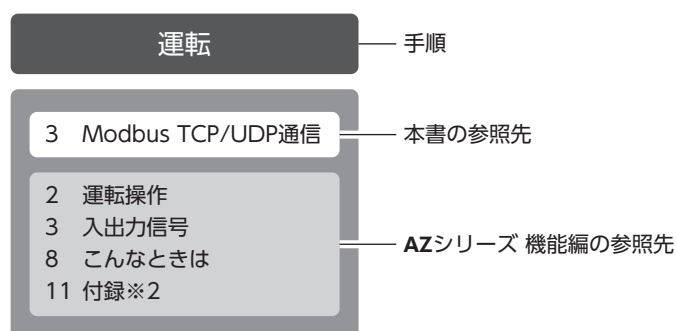 運転
手順
3 Modbus TCP/UDP通信
本書の参照先
2 運転操作
3 入出力信号
8 こんなときは
11 付録※2
AZシリーズ 機能編の参照先